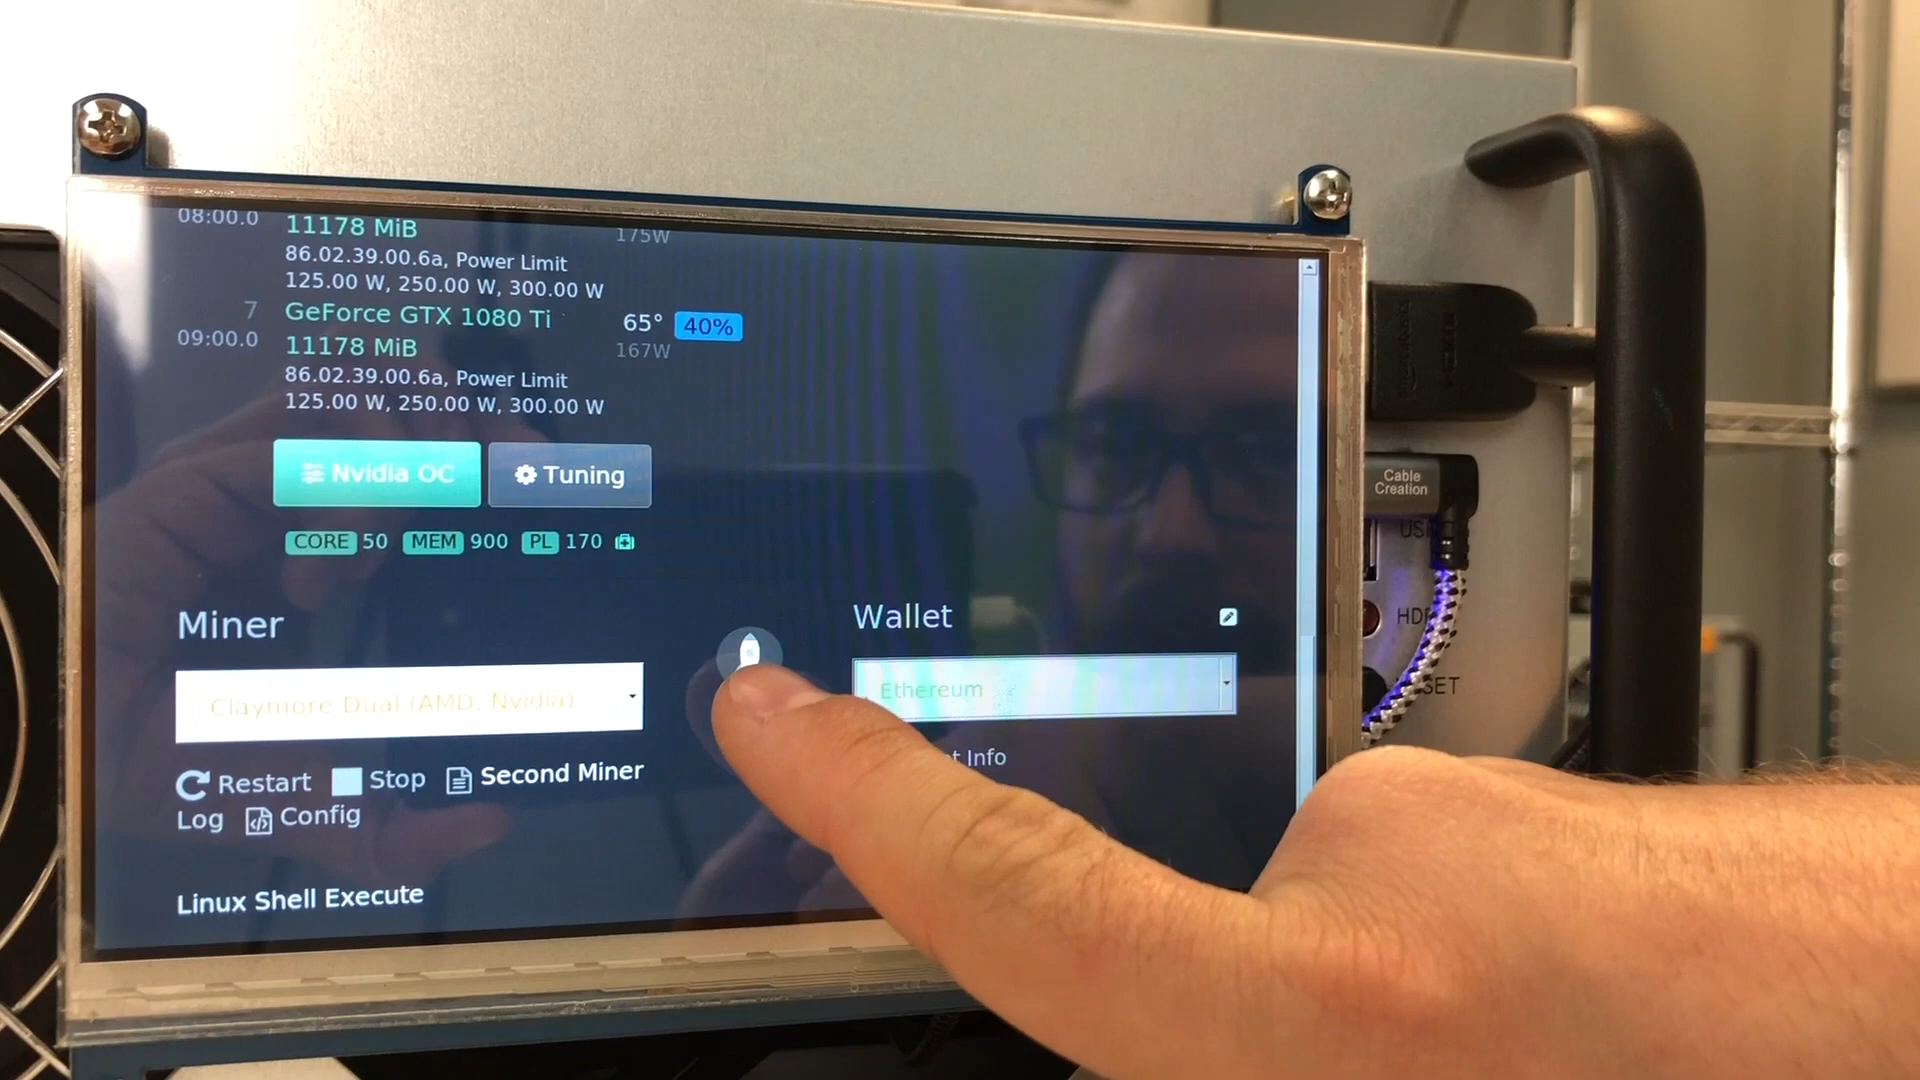 08:00.0 11178 MiB 175W
86.02.39.00.6a, Power Limit
125.00 W, 250.00 W, 300.00 W
7 GeForce GTX 1080 Ti 65° 40%
09:00.0 11178 MiB 167W
86.02.39.00.6a, Power Limit
125.00 W, 250.00 W, 300.00 W
Nvidia OC Tuning
CORE 50 MEM 900 PL 170
Miner
Wallet
Claymore Dual (AMD, Nvidia)
Ethereum
Info
Restart Stop Second Miner
Log Config
Linux Shell Execute
Cable
Creation